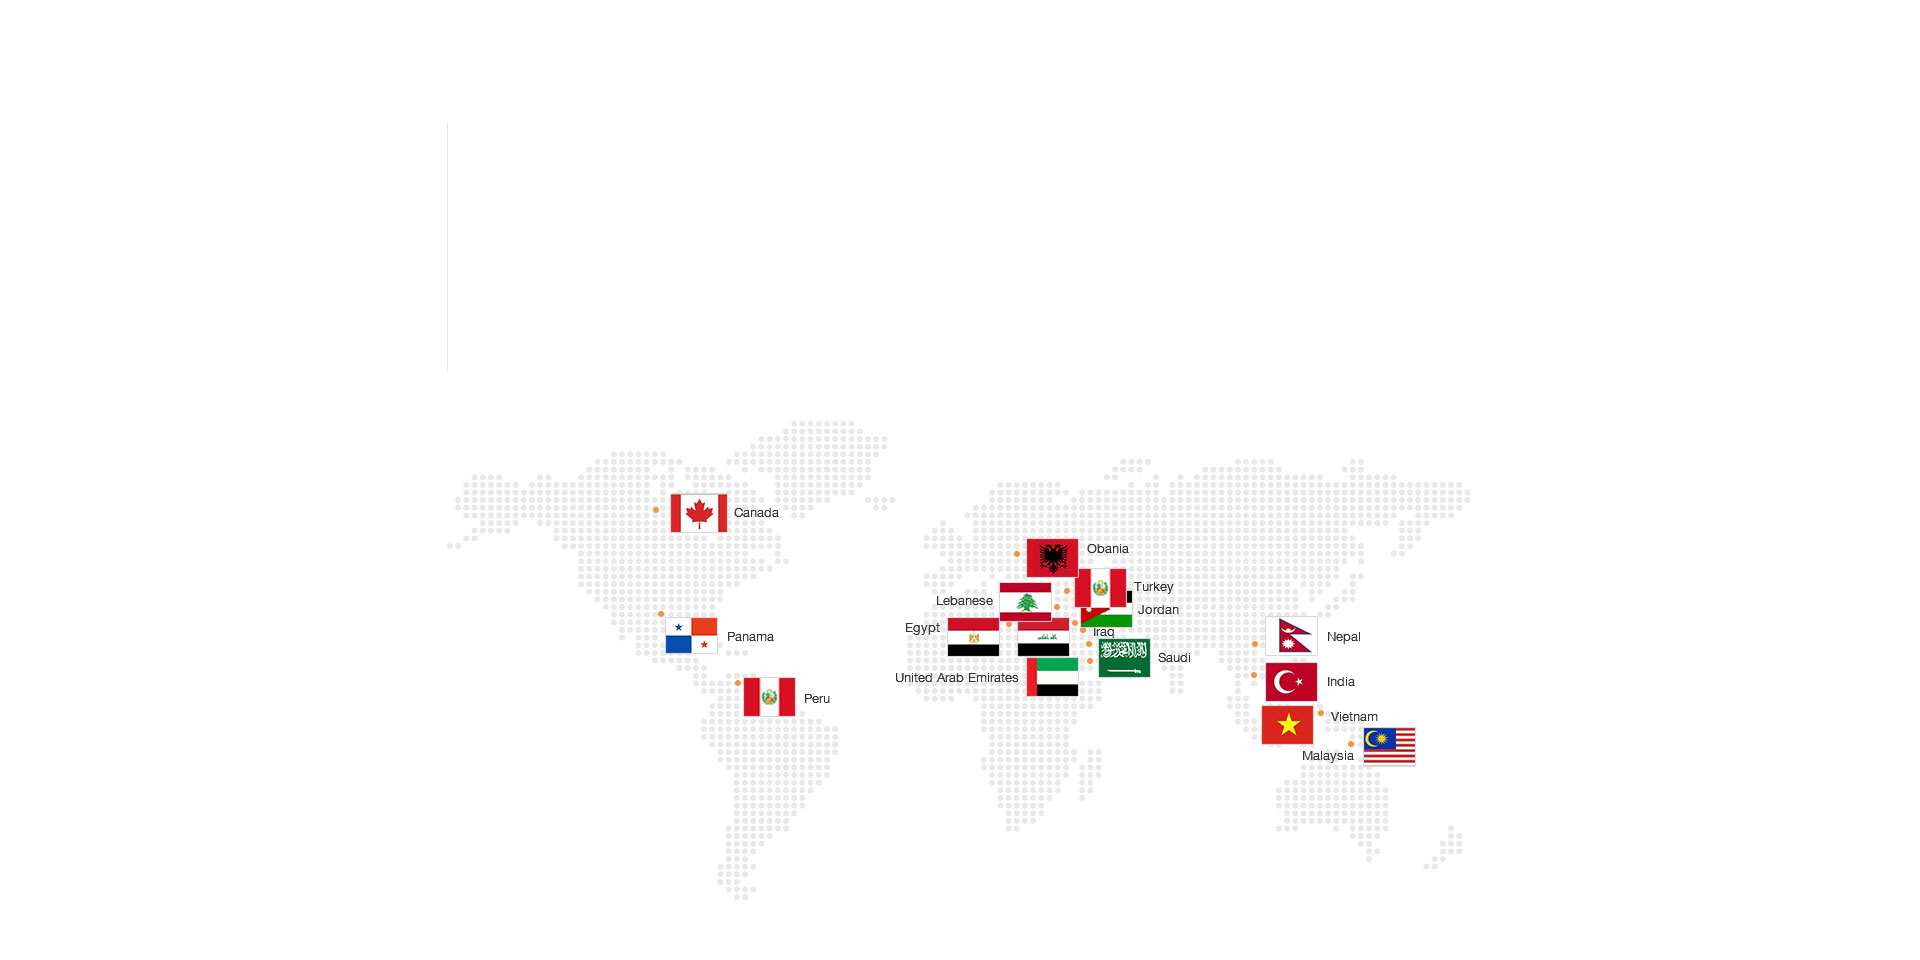 Canada
Obania
Turkey
Lebanese
Jordan
Egypt
Iraq
Panama
Nepal
Saudi
United Arab Emirates
India
Peru
Vietnam
Malaysia